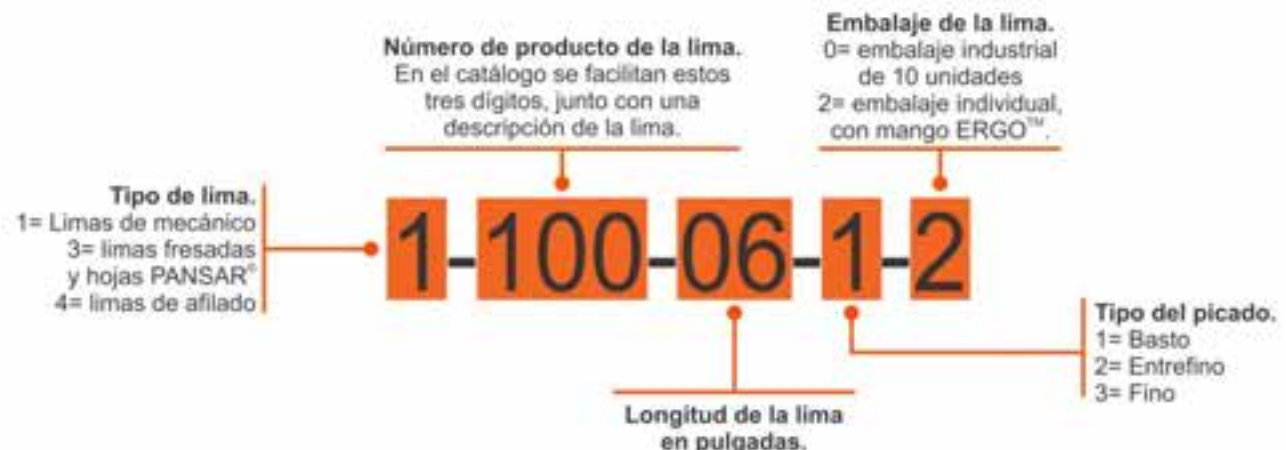 Número de producto de la lima.
En el catálogo se facilitan estos
tres dígitos, junto con una
descripción de la lima.
Embalaje de la lima.
0= embalaje industrial
de 10 unidades
2= embalaje individual,
con mango ERGO™.
Tipo de lima.
1= Limas de mecánico
3= limas fresadas
y hojas PANSAR®
4= limas de afilado
1-100-06-1-2
Tipo del picado.
1= Basto
2= Entrefino
3= Fino
Longitud de la lima
en pulgadas.